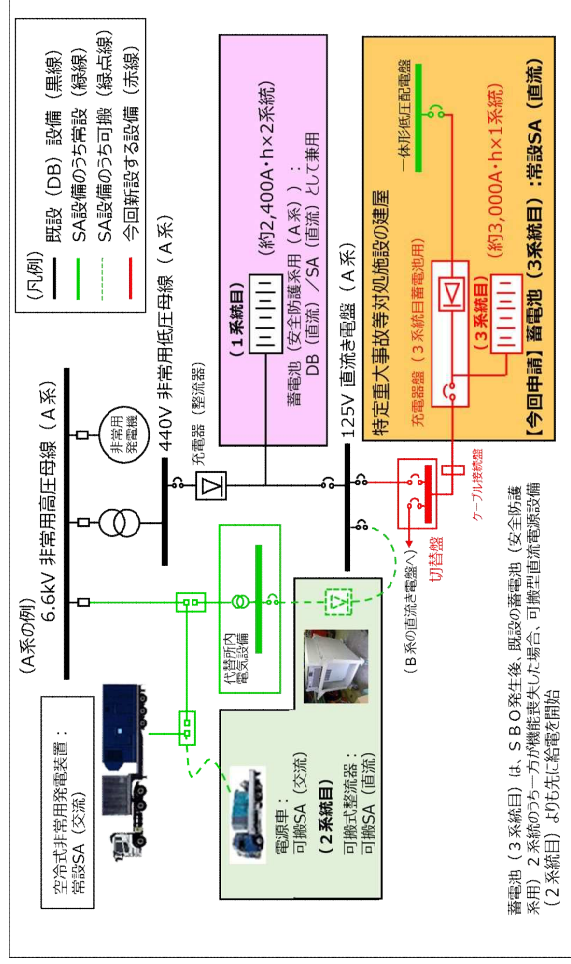 (凡例)
既設（DB）設備（黒線）
SA設備のうち常設（緑線）
SA設備のうち可搬（緑点線）
今回新設する設備（赤線）
(A系の例)
6.6kV 非常用高圧母線（A系）
空冷式非常用発電装置：
常設SA（交流）
非常用
発電機
440V 非常用低圧母線（A系）
充電器（整流器）
代替所内
電気設備
電源車：
可搬SA（交流）
（２系統目）
可搬式整流器：
可搬SA（直流）
（１系統目）
（約2,400A･h×2系統）
蓄電池（安全防護系用（A系））：
DB（直流）／SA（直流）として兼用
125V 直流き電盤（A系）
（B系の直流き電盤へ）
切替盤
ケーブル接続盤
特定重大事故等対処施設の建屋
充電器盤（３系統目蓄電池用）
一体形低圧配電盤
（３系統目）
（約3,000A･h×1系統）
【今回申請】蓄電池（３系統目）：常設SA（直流）
蓄電池（３系統目）は、ＳＢＯ発生後、既設の蓄電池（安全防護
系用）２系統のうち一方が機能喪失した場合、可搬型直流電源設備
（２系統目）よりも先に給電を開始